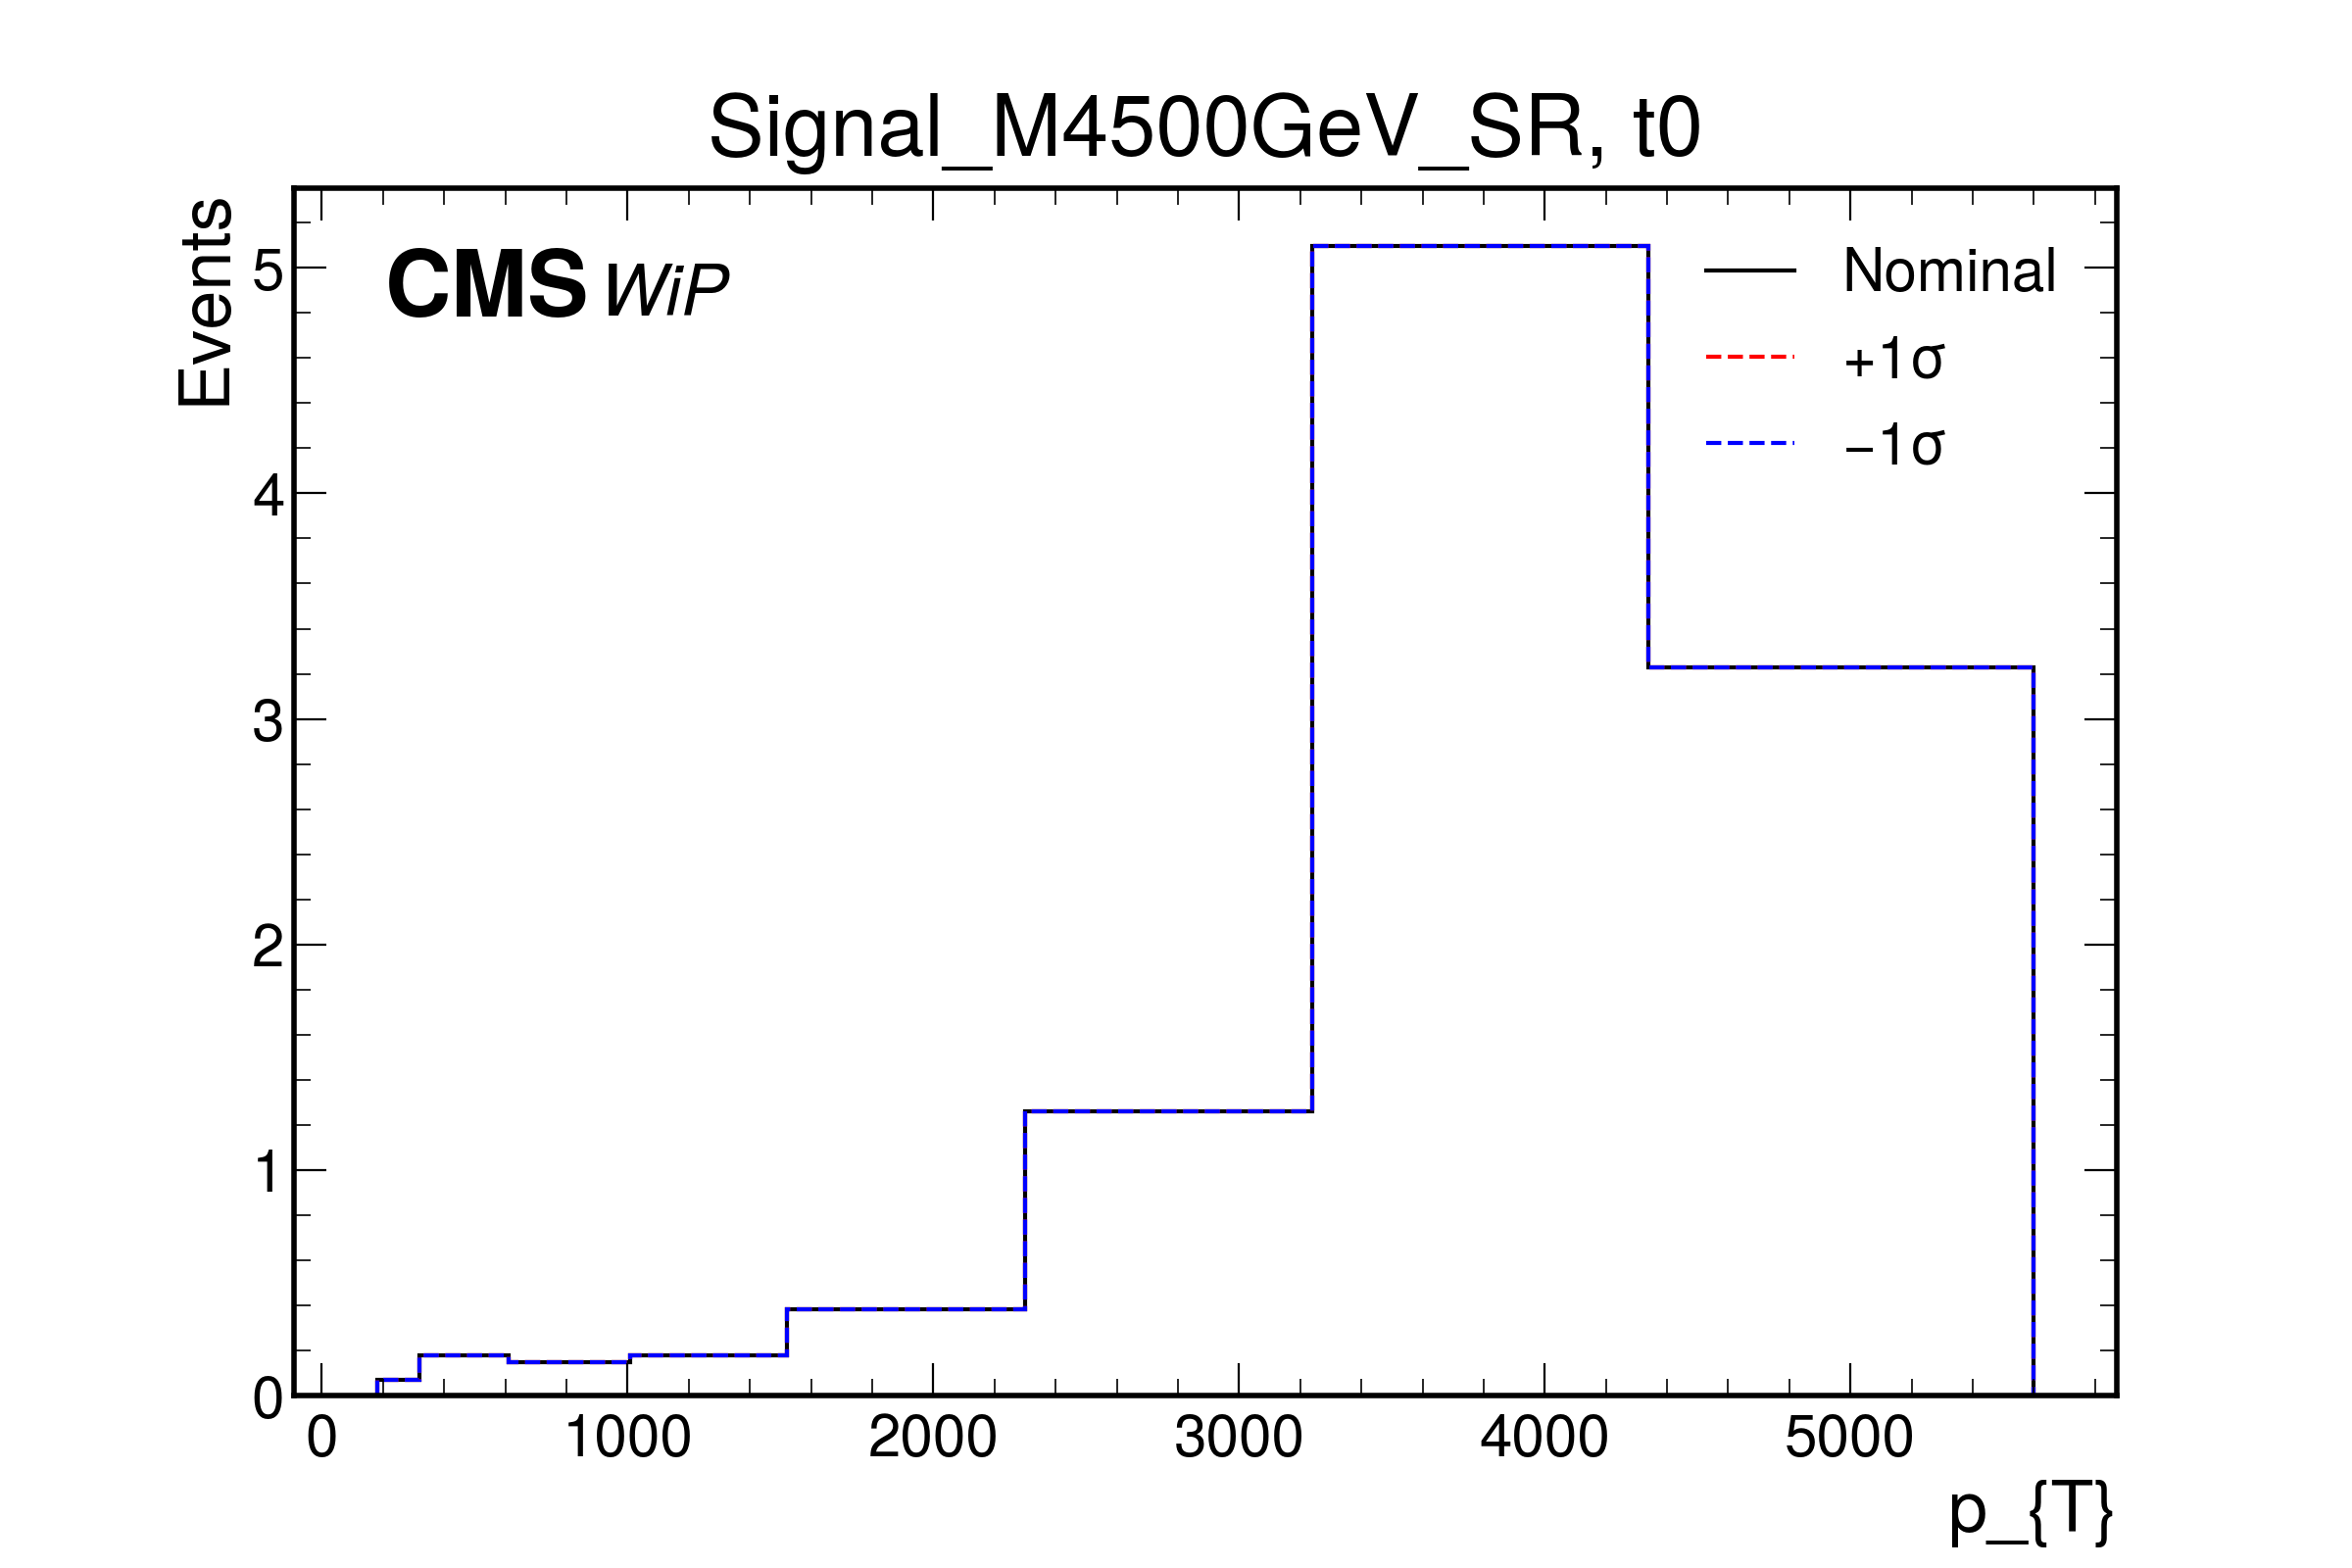 Signal_M4500GeV_SR, t0
Events
CMS WiP
Nominal
+1σ
−1σ
5
4
3
2
1
0
0 1000 2000 3000 4000 5000
p_{T}